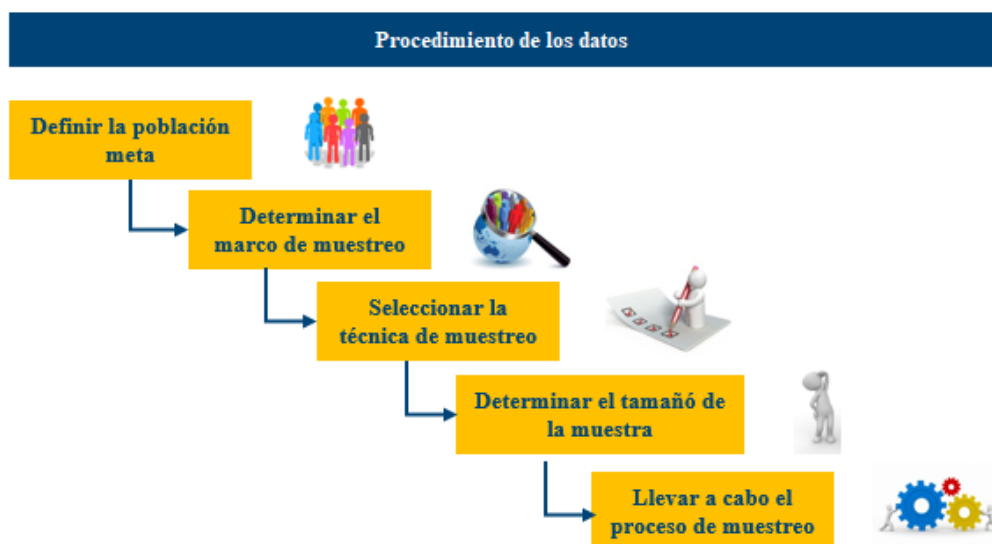 Procedimiento de los datos
Definir la población
meta
Determinar el
marco de muestreo
Seleccionar la
técnica de muestreo
Determinar el tamañó de
la muestra
Llevar a cabo el
proceso de muestreo